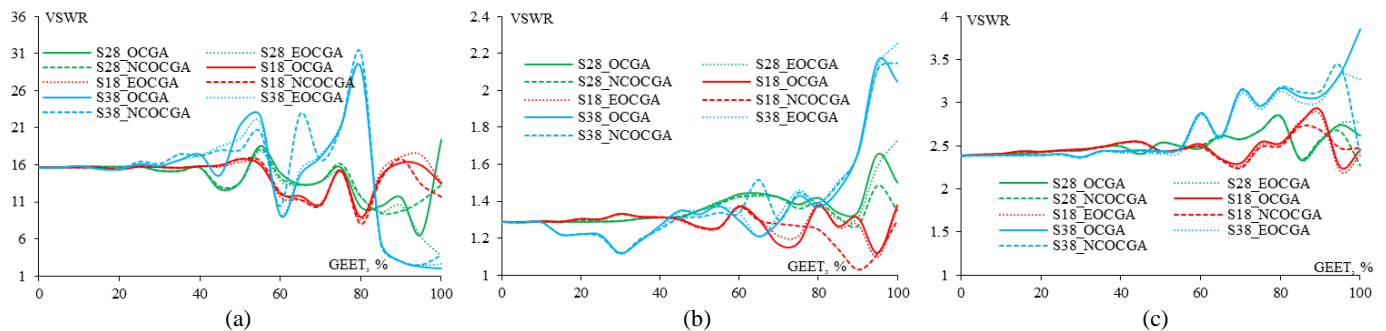 VSWR
36
31
26
21
16
11
6
1
0
20
40
60
80
100
GEET, %
S28_OCGA
S28_EOCGA
S28_NCOCGA
S18_OCGA
S18_EOCGA
S18_NCOCGA
S38_OCGA
S38_EOCGA
S38_NCOCGA
(a)
VSWR
2.4
2.2
2
1.8
1.6
1.4
1.2
1
0
20
40
60
80
100
GEET, %
S28_OCGA
S28_EOCGA
S28_NCOCGA
S18_OCGA
S18_EOCGA
S18_NCOCGA
S38_OCGA
S38_EOCGA
S38_NCOCGA
(b)
VSWR
4
3.5
3
2.5
2
1.5
1
0
20
40
60
80
100
GEET, %
S28_OCGA
S28_EOCGA
S28_NCOCGA
S18_OCGA
S18_EOCGA
S18_NCOCGA
S38_OCGA
S38_EOCGA
S38_NCOCGA
(c)